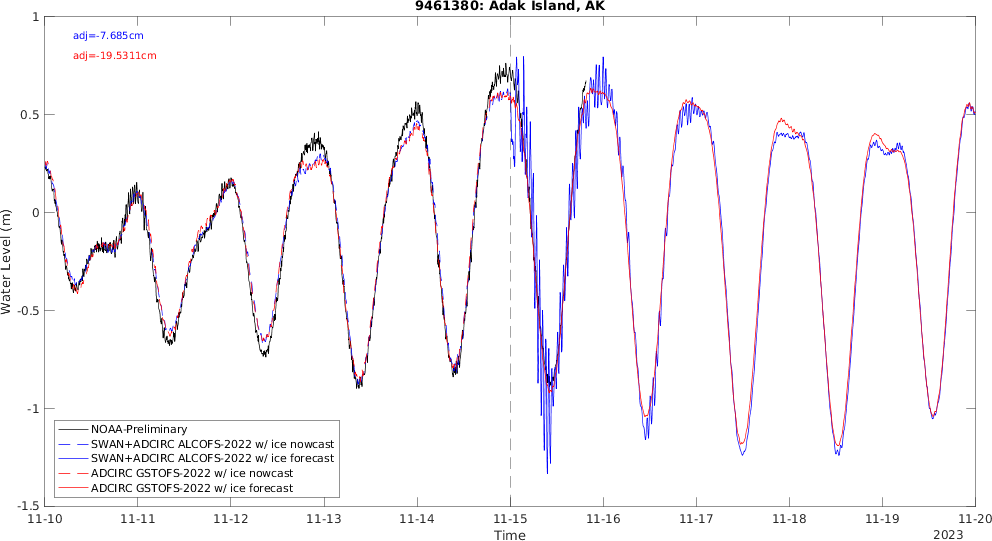 9461380: Adak Island, AK
adj=-7.685cm
adj=-19.5311cm
1
0.5
0
-0.5
-1
-1.5
Water Level (m)
NOAA-Preliminary
SWAN+ADCIRC ALCOFS-2022 w/ ice nowcast
SWAN+ADCIRC ALCOFS-2022 w/ ice forecast
ADCIRC GSTOFS-2022 w/ ice nowcast
ADCIRC GSTOFS-2022 w/ ice forecast
11-10 11-11 11-12 11-13 11-14 11-15 11-16 11-17 11-18 11-19 11-20
Time
2023